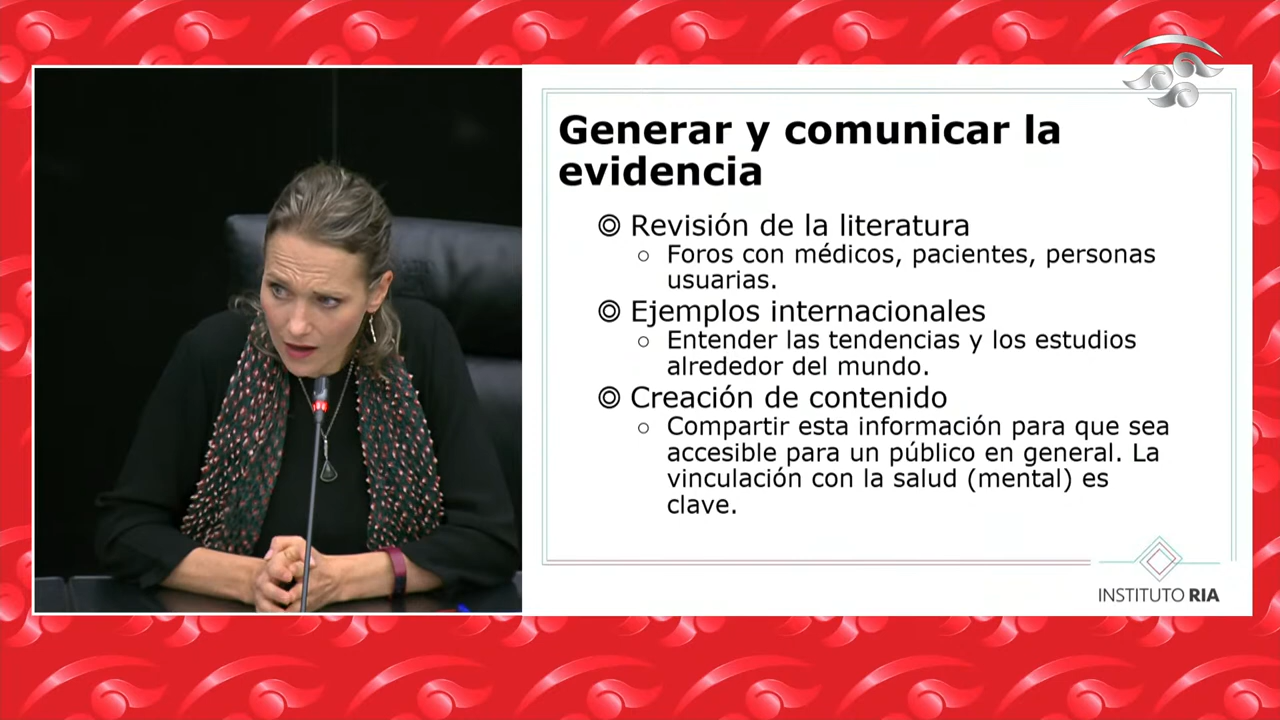 Generar y comunicar la
evidencia
◎ Revisión de la literatura
○ Foros con médicos, pacientes, personas
usuarias.
◎ Ejemplos internacionales
○ Entender las tendencias y los estudios
alrededor del mundo.
◎ Creación de contenido
○ Compartir esta información para que sea
accesible para un público en general. La
vinculación con la salud (mental) es
clave.
INSTITUTO RIA